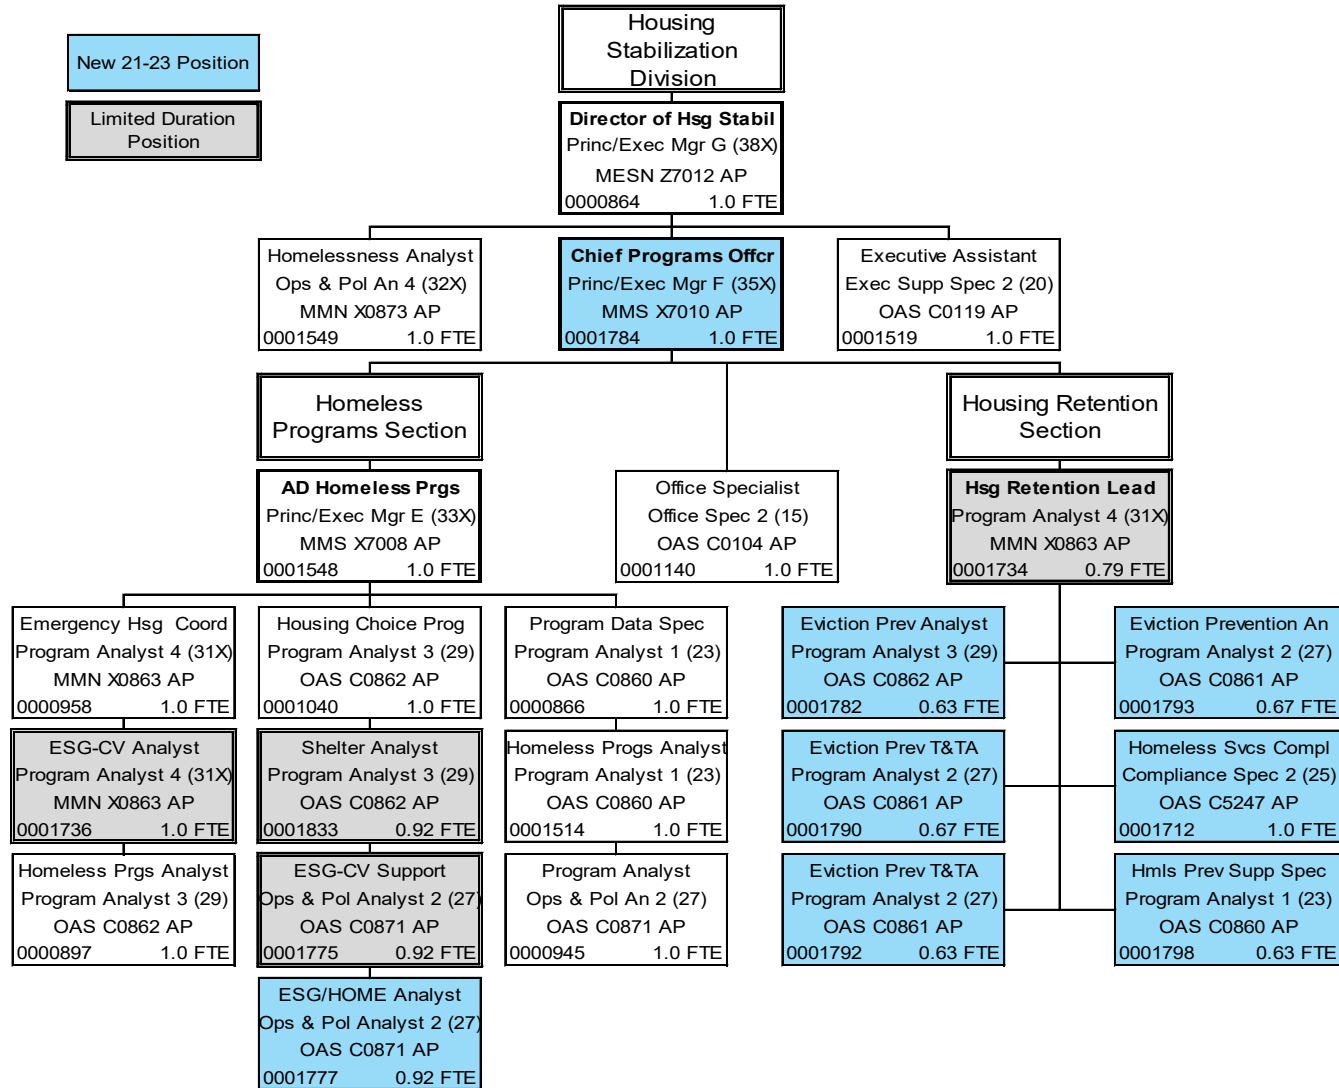 New 21-23 Position
Limited Duration
Position
Housing
Stabilization
Division
Director of Hsg Stabil
Princ/Exec Mgr G (38X)
MESN Z7012 AP
0000864 1.0 FTE
Homelessness Analyst
Ops & Pol An 4 (32X)
MMN X0873 AP
0001549 1.0 FTE
Chief Programs Offcr
Princ/Exec Mgr F (35X)
MMS X7010 AP
0001784 1.0 FTE
Executive Assistant
Exec Supp Spec 2 (20)
OAS C0119 AP
0001519 1.0 FTE
Homeless
Programs Section
Housing Retention
Section
AD Homeless Prgs
Princ/Exec Mgr E (33X)
MMS X7008 AP
0001548 1.0 FTE
Office Specialist
Office Spec 2 (15)
OAS C0104 AP
0001140 1.0 FTE
Hsg Retention Lead
Program Analyst 4 (31X)
MMN X0863 AP
0001734 0.79 FTE
Emergency Hsg Coord
Program Analyst 4 (31X)
MMN X0863 AP
0000958 1.0 FTE
Housing Choice Prog
Program Analyst 3 (29)
OAS C0862 AP
0001040 1.0 FTE
Program Data Spec
Program Analyst 1 (23)
OAS C0860 AP
0000866 1.0 FTE
Eviction Prev Analyst
Program Analyst 3 (29)
OAS C0862 AP
0001782 0.63 FTE
Eviction Prevention An
Program Analyst 2 (27)
OAS C0861 AP
0001793 0.67 FTE
ESG-CV Analyst
Program Analyst 4 (31X)
MMN X0863 AP
0001736 1.0 FTE
Shelter Analyst
Program Analyst 3 (29)
OAS C0862 AP
0001833 0.92 FTE
Homeless Progs Analyst
Program Analyst 1 (23)
OAS C0860 AP
0001514 1.0 FTE
Eviction Prev T&TA
Program Analyst 2 (27)
OAS C0861 AP
0001790 0.67 FTE
Homeless Svcs Compl
Compliance Spec 2 (25)
OAS C5247 AP
0001712 1.0 FTE
Homeless Prgs Analyst
Program Analyst 3 (29)
OAS C0862 AP
0000897 1.0 FTE
ESG-CV Support
Ops & Pol Analyst 2 (27)
OAS C0871 AP
0001775 0.92 FTE
Program Analyst
Ops & Pol An 2 (27)
OAS C0871 AP
0000945 1.0 FTE
Eviction Prev T&TA
Program Analyst 2 (27)
OAS C0861 AP
0001792 0.63 FTE
Hmls Prev Supp Spec
Program Analyst 1 (23)
OAS C0860 AP
0001798 0.63 FTE
ESG/HOME Analyst
Ops & Pol Analyst 2 (27)
OAS C0871 AP
0001777 0.92 FTE